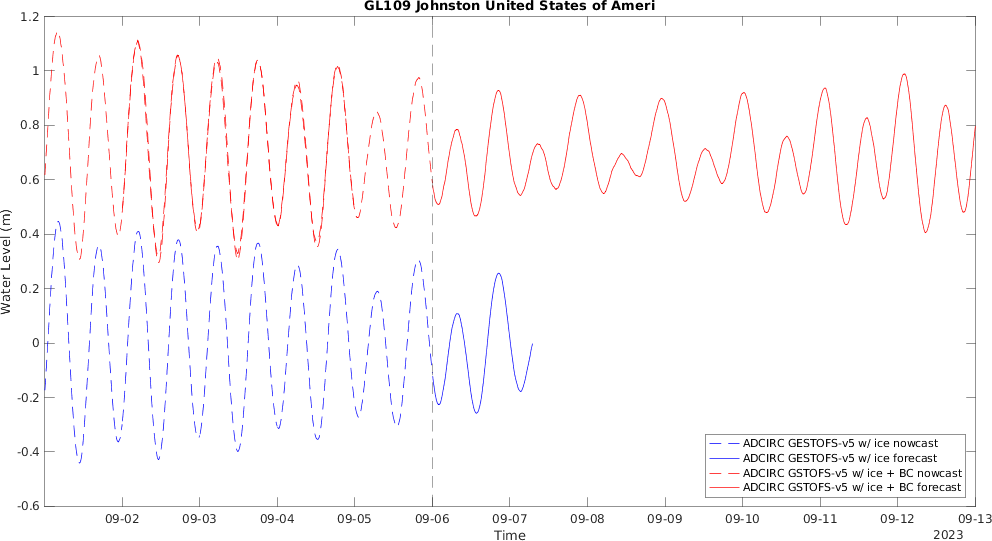 GL109 Johnston United States of Ameri
1.2
1
0.8
0.6
0.4
0.2
0
-0.2
-0.4
-0.6
Water Level (m)
ADCIRC GESTOFS-v5 w/ ice nowcast
ADCIRC GESTOFS-v5 w/ ice forecast
ADCIRC GSTOFS-v5 w/ ice + BC nowcast
ADCIRC GSTOFS-v5 w/ ice + BC forecast
09-02 09-03 09-04 09-05 09-06 09-07 09-08 09-09 09-10 09-11 09-12 09-13
Time
2023